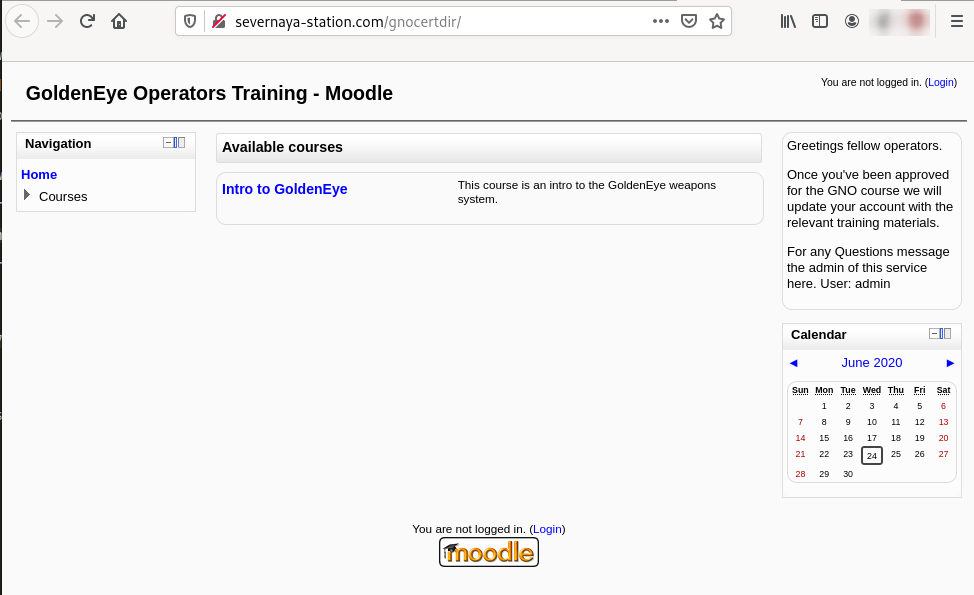 severnaya-station.com/gnocertdir/
You are not logged in. (Login)
GoldenEye Operators Training - Moodle
Navigation
Home
Courses
Available courses
Intro to GoldenEye
This course is an intro to the GoldenEye weapons
system.
Greetings fellow operators.
Once you've been approved
for the GNO course we will
update your account with the
relevant training materials.
For any Questions message
the admin of this service
here. User: admin
Calendar
◄ June 2020 ►
Sun Mon Tue Wed Thu Fri Sat
1 2 3 4 5 6
7 8 9 10 11 12 13
14 15 16 17 18 19 20
21 22 23 24 25 26 27
28 29 30
You are not logged in. (Login)
moodle